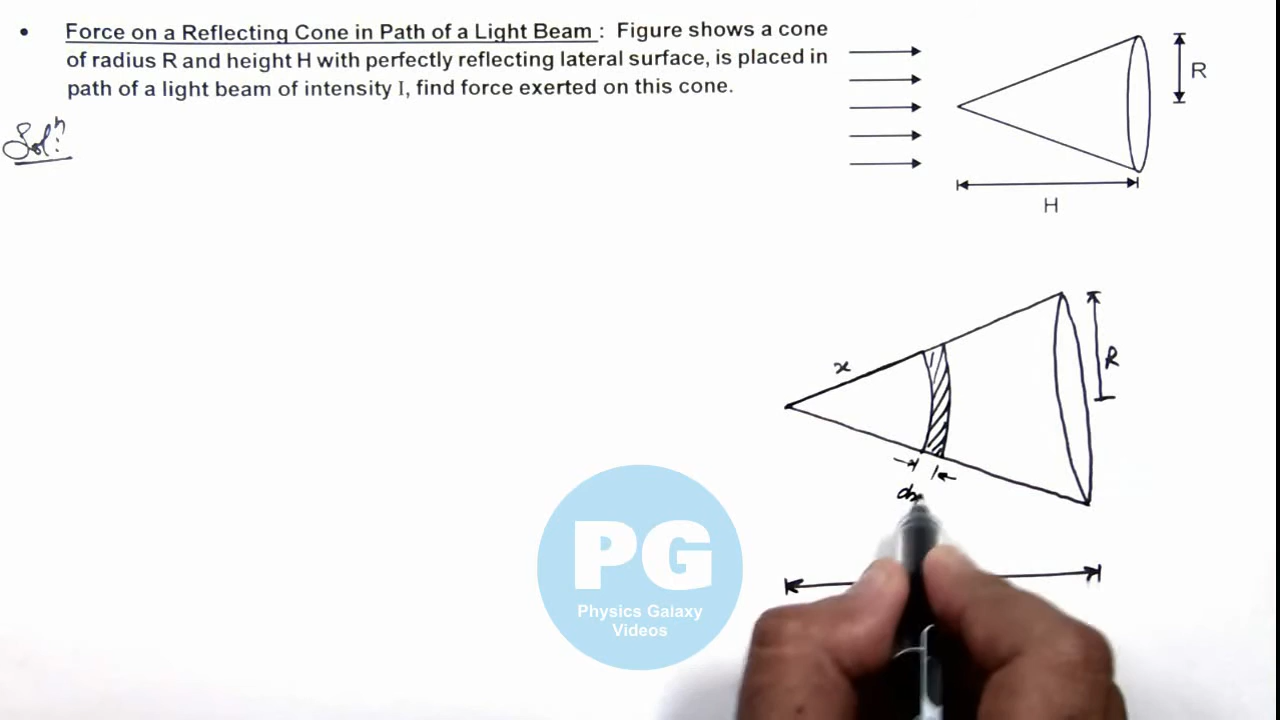 • Force on a Reflecting Cone in Path of a Light Beam : Figure shows a cone
of radius R and height H with perfectly reflecting lateral surface, is placed in
path of a light beam of intensity I, find force exerted on this cone.
Solⁿ:
R
H
x
R
PG
Physics Galaxy
Videos